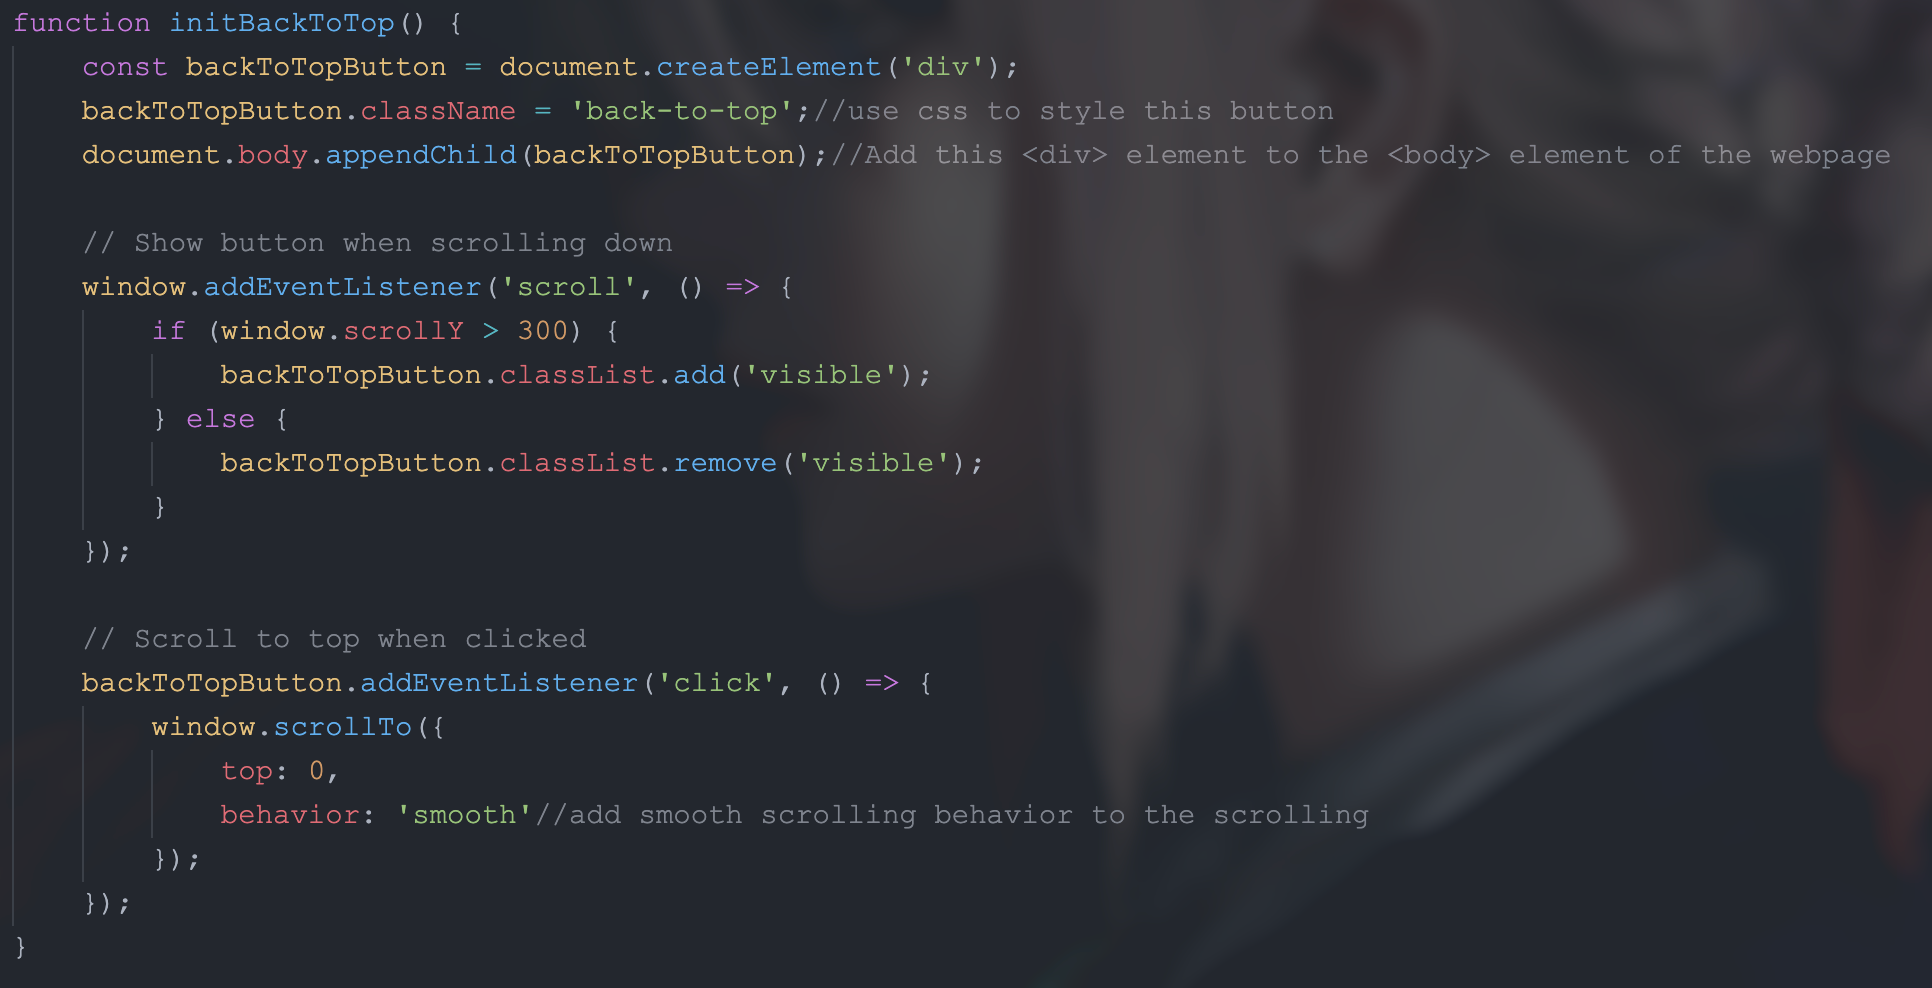 function initBackToTop() {
    const backToTopButton = document.createElement('div');
    backToTopButton.className = 'back-to-top';//use css to style this button
    document.body.appendChild(backToTopButton);//Add this <div> element to the <body> element of the webpage

    // Show button when scrolling down
    window.addEventListener('scroll', () => {
        if (window.scrollY > 300) {
            backToTopButton.classList.add('visible');
        } else {
            backToTopButton.classList.remove('visible');
        }
    });

    // Scroll to top when clicked
    backToTopButton.addEventListener('click', () => {
        window.scrollTo({
            top: 0,
            behavior: 'smooth'//add smooth scrolling behavior to the scrolling
        });
    });
}